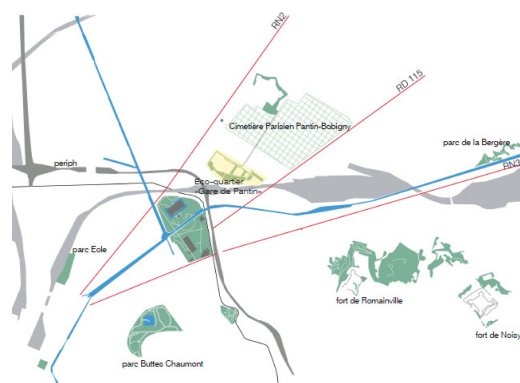 RN2
RD 115
Cimetière Parisien Pantin-Bobigny
parc de la Bergère
RN3
periph
Eco-quartier
«Gare de Pantin»
parc Eole
fort de Romainville
fort de Noisy
parc Buttes Chaumont